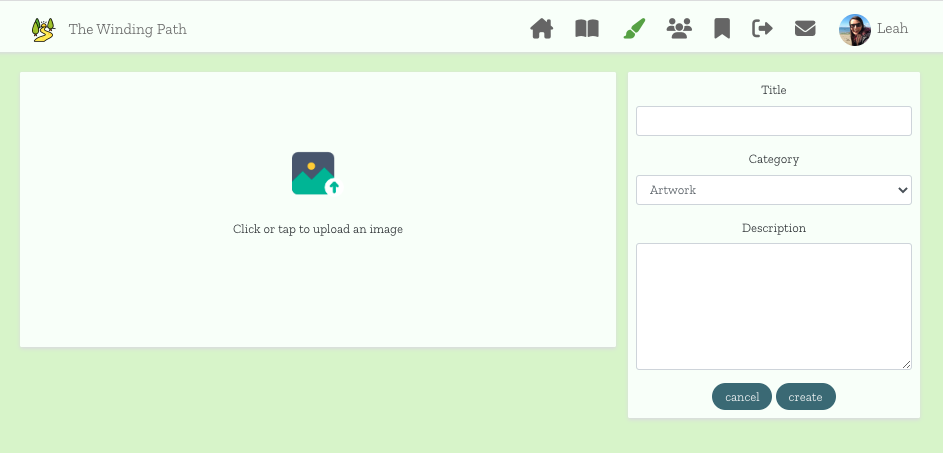 The Winding Path
Leah
Click or tap to upload an image
Title
Category
Artwork
Description
cancel
create